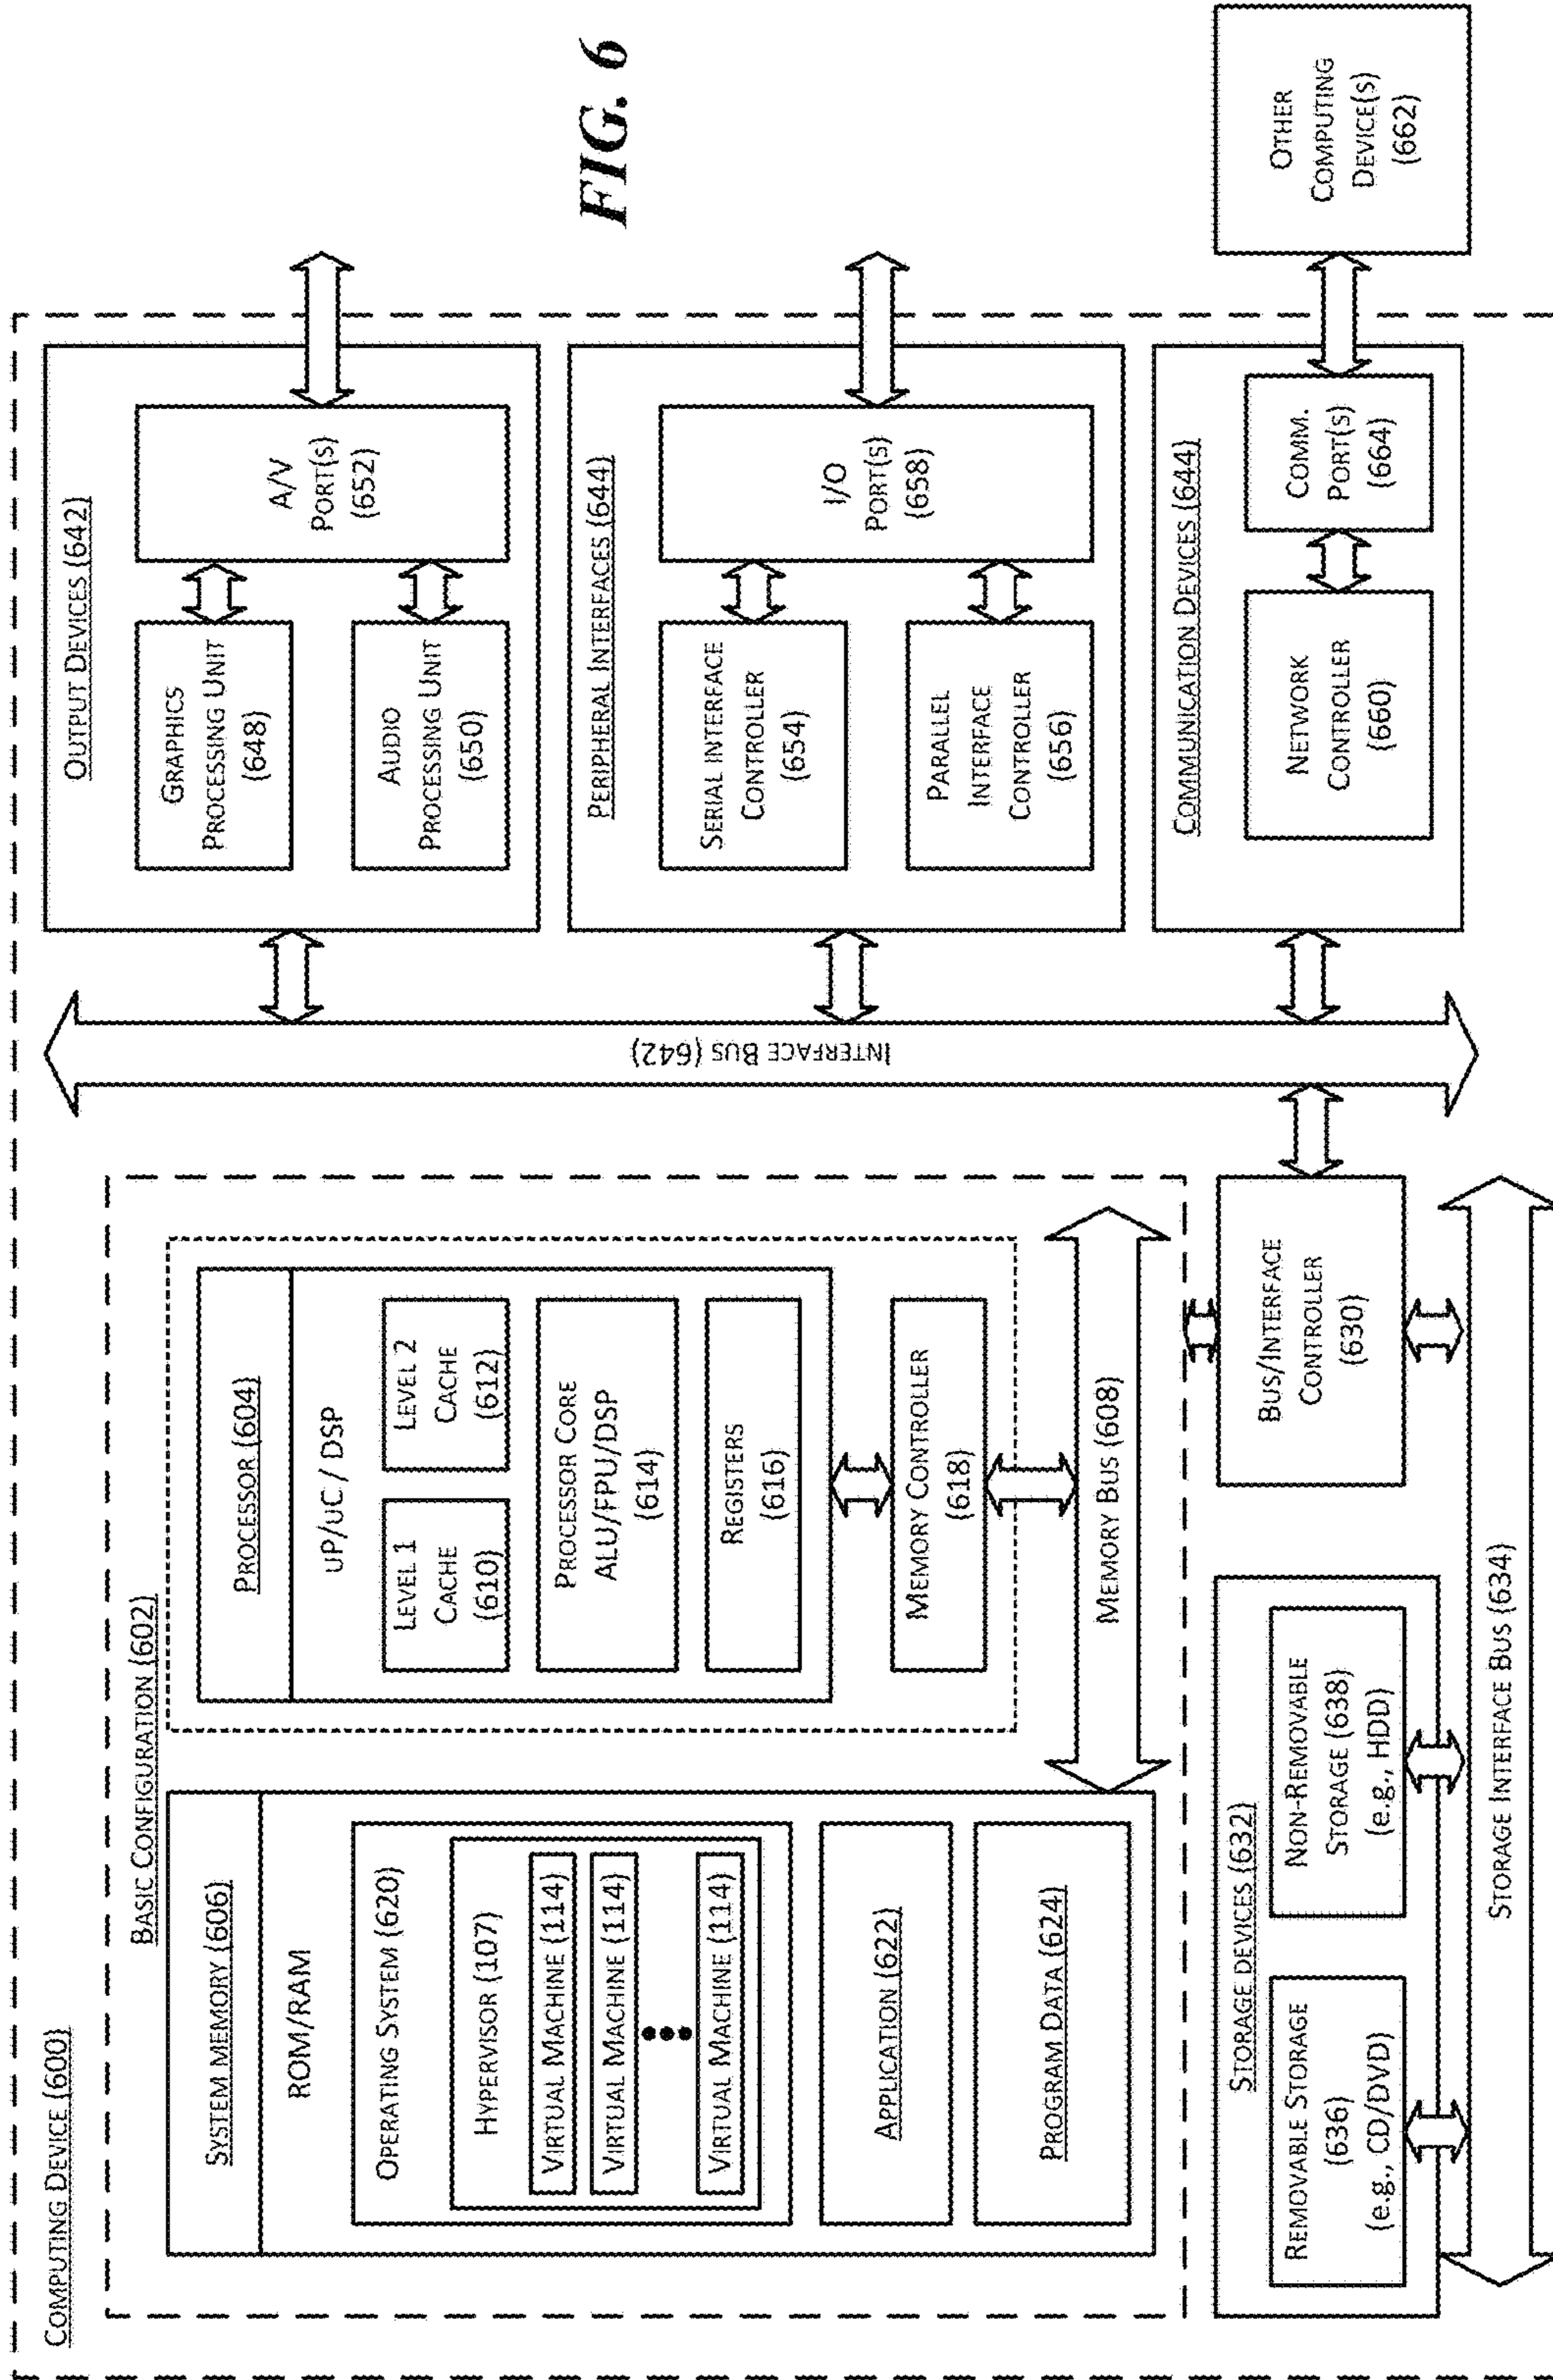 COMPUTING DEVICE (600)
BASIC CONFIGURATION (602)
SYSTEM MEMORY (606)
ROM/RAM
OPERATING SYSTEM (620)
HYPERVISOR (107)
VIRTUAL MACHINE (114)
VIRTUAL MACHINE (114)
VIRTUAL MACHINE (114)
APPLICATION (622)
PROGRAM DATA (624)
PROCESSOR (604)
uP/uC / DSP
LEVEL 1
CACHE
(610)
LEVEL 2
CACHE
(612)
PROCESSOR CORE
ALU/FPU/DSP
(614)
REGISTERS
(616)
MEMORY CONTROLLER
(618)
MEMORY BUS (608)
BUS/INTERFACE
CONTROLLER
(630)
STORAGE DEVICES (632)
REMOVABLE STORAGE
(636)
(e.g., CD/DVD)
NON-REMOVABLE
STORAGE (638)
(e.g., HDD)
STORAGE INTERFACE BUS (634)
INTERFACE BUS (642)
OUTPUT DEVICES (642)
GRAPHICS
PROCESSING UNIT
(648)
AUDIO
PROCESSING UNIT
(650)
A/V
PORT(S)
(652)
PERIPHERAL INTERFACES (644)
SERIAL INTERFACE
CONTROLLER
(654)
PARALLEL
INTERFACE
CONTROLLER
(656)
I/O
PORT(S)
(658)
COMMUNICATION DEVICES (644)
NETWORK
CONTROLLER
(660)
COMM.
PORT(S)
(664)
OTHER
COMPUTING
DEVICE(S)
(662)
FIG. 6